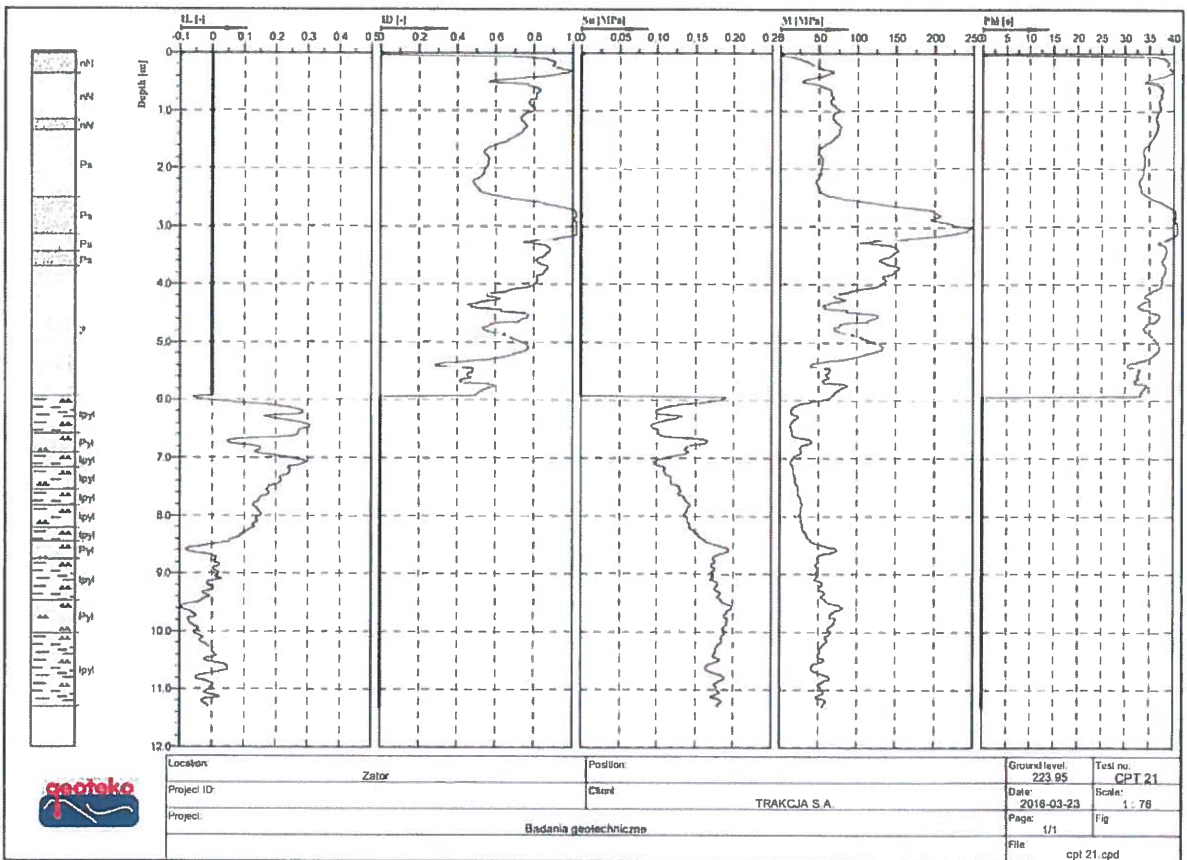 IL [-]
ID [-]
Su [MPa]
M [MPa]
Phi [o]
-0.1 0 0.1 0.2 0.3 0.4 0.5
0.2 0.4 0.6 0.8 1.0
0.05 0.10 0.15 0.20 0.25
50 100 150 200 250
5 10 15 20 25 30 35 40
Depth [m]
0
1.0
2.0
3.0
4.0
5.0
6.0
7.0
8.0
9.0
10.0
11.0
12.0
nN
nN
nN
Ps
Ps
Ps
Ps
Ipyl
Pyl
Ipyl
Ipyl
Ipyl
Ipyl
Ipyl
Pyl
Ipyl
Pyl
Ipyl
geoteko
Location:
Zator
Position:
Ground level:
223.95
Test no.
CPT 21
Project ID:
Client
TRAKCJA S.A.
Date:
2016-03-23
Scale:
1 : 76
Project:
Badania geotechniczne
Page:
1/1
Fig
File
cpt 21.cpd